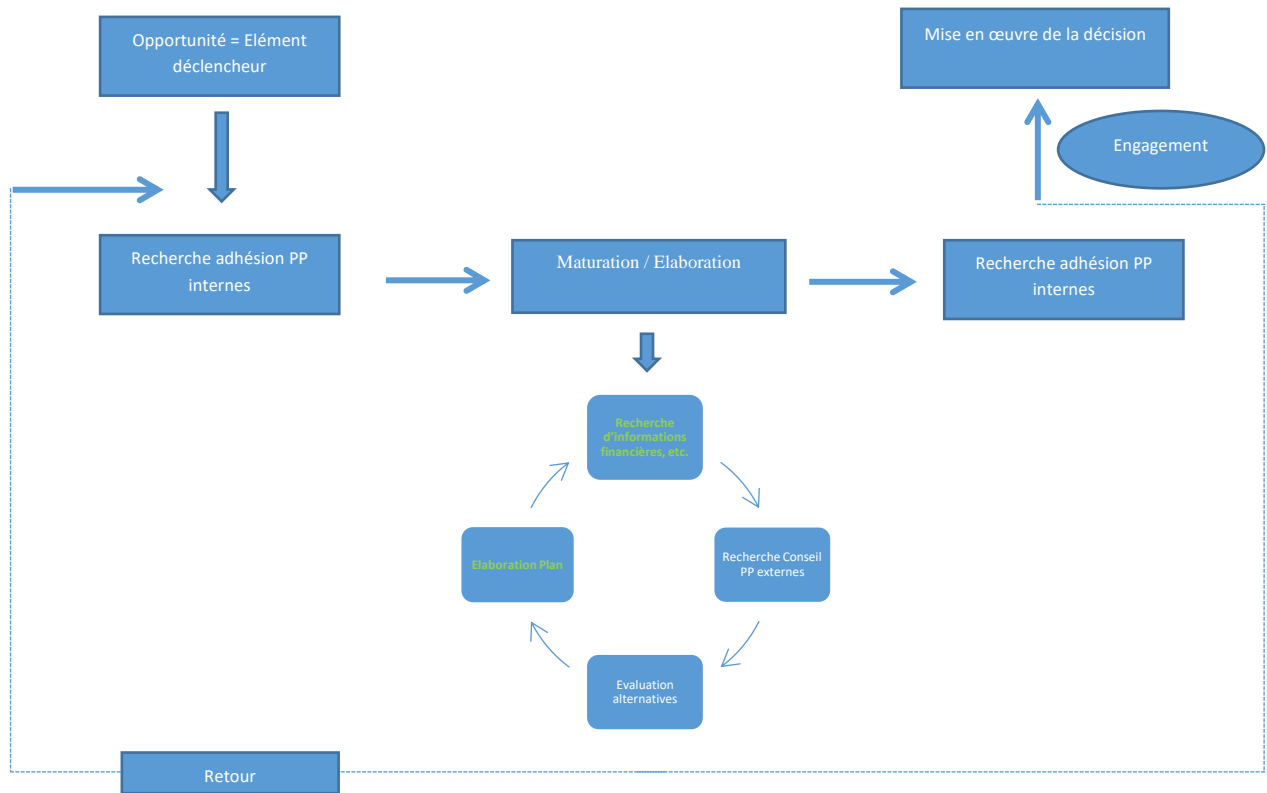 Opportunité = Elément
déclencheur
Mise en œuvre de la décision
Engagement
Recherche adhésion PP
internes
Maturation / Elaboration
Recherche adhésion PP
internes
Recherche
d'informations
financières, etc.
Elaboration Plan
Recherche Conseil
PP externes
Evaluation
alternatives
Retour